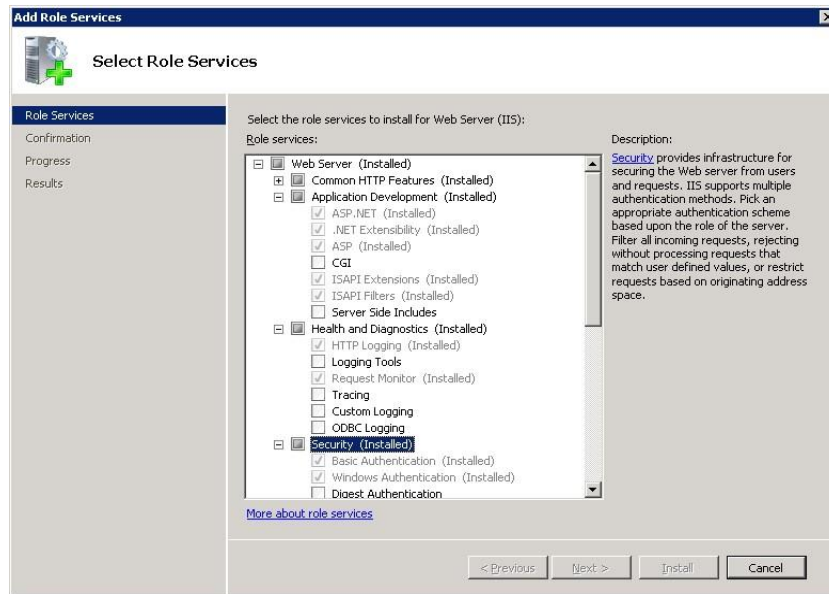 Add Role Services
Select Role Services
Role Services
Confirmation
Progress
Results
Select the role services to install for Web Server (IIS):
Role services:
Web Server (Installed)
Common HTTP Features (Installed)
Application Development (Installed)
ASP.NET (Installed)
.NET Extensibility (Installed)
ASP (Installed)
CGI
ISAPI Extensions (Installed)
ISAPI Filters (Installed)
Server Side Includes
Health and Diagnostics (Installed)
HTTP Logging (Installed)
Logging Tools
Request Monitor (Installed)
Tracing
Custom Logging
ODBC Logging
Security (Installed)
Basic Authentication (Installed)
Windows Authentication (Installed)
Digest Authentication
More about role services
Description:
Security provides infrastructure for
securing the Web server from users
and requests. IIS supports multiple
authentication methods. Pick an
appropriate authentication scheme
based upon the role of the server.
Filter all incoming requests, rejecting
without processing requests that
match user defined values, or restrict
requests based on originating address
space.
< Previous
Next >
Install
Cancel